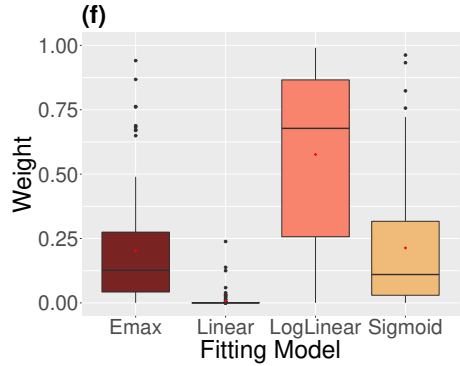 (f)
Weight
1.00
0.75
0.50
0.25
0.00
Emax Linear LogLinear Sigmoid
Fitting Model